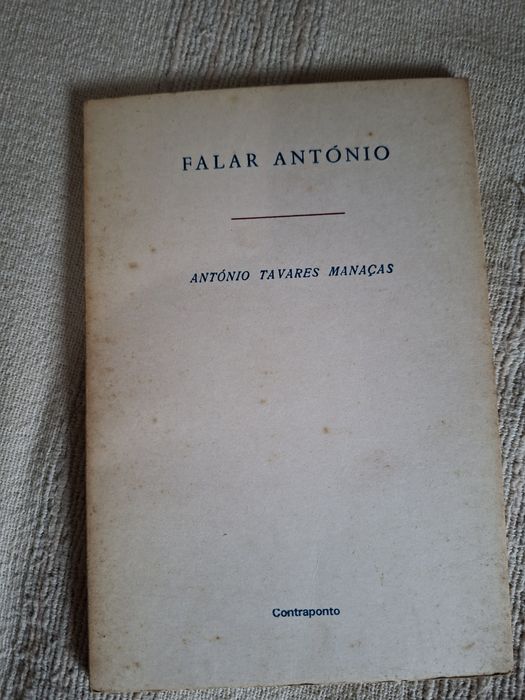 FALAR ANTÓNIO
ANTÓNIO TAVARES MANAÇAS
Contraponto